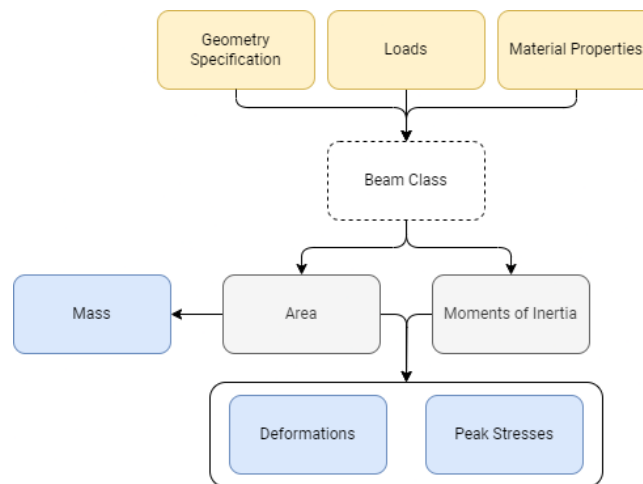 Geometry
Specification
Loads
Material Properties
Beam Class
Mass
Area
Moments of Inertia
Deformations
Peak Stresses